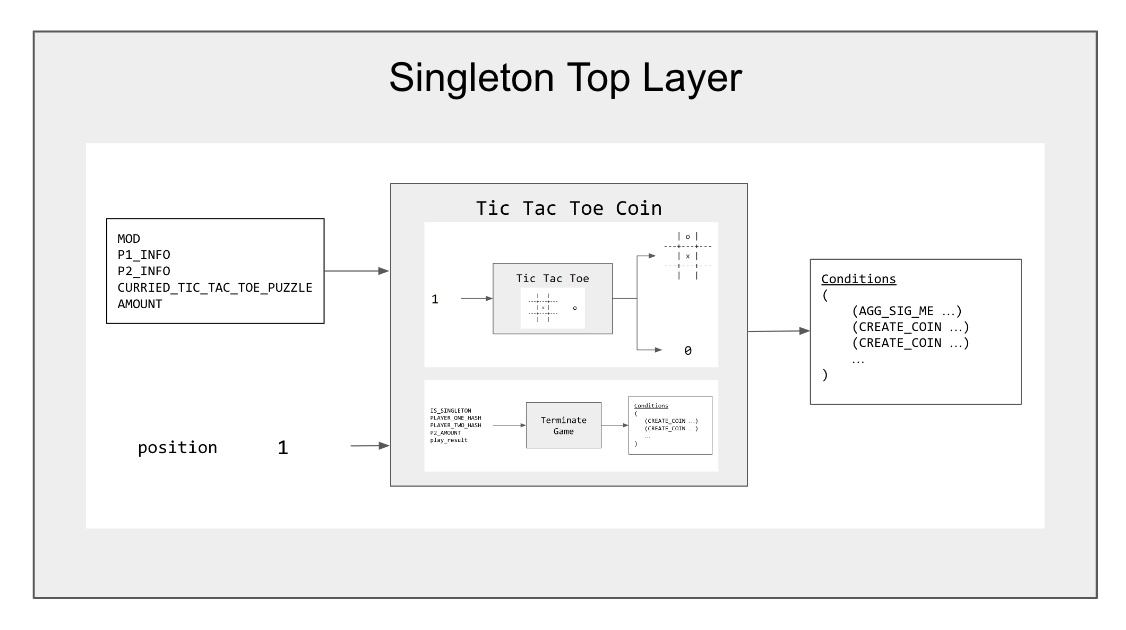 Singleton Top Layer
MOD
P1_INFO
P2_INFO
CURRIED_TIC_TAC_TOE_PUZZLE
AMOUNT
position 1
Tic Tac Toe Coin
1
Tic Tac Toe
| |
---+---+---
| x |
---+---+---
| |
o
| o |
---+---+---
| x |
---+---+---
| |
0
IS_SINGLETON
PLAYER_ONE_HASH
PLAYER_TWO_HASH
P2_AMOUNT
play_result
Terminate
Game
Conditions
(
(CREATE_COIN ...)
(CREATE_COIN ...)
...
)
Conditions
(
(AGG_SIG_ME ...)
(CREATE_COIN ...)
(CREATE_COIN ...)
...
)